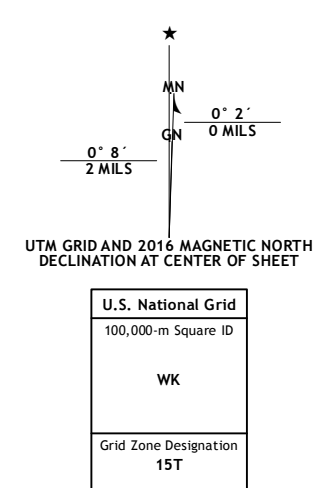 ★
MN
0° 2´
0 MILS
GN
0° 8´
2 MILS
UTM GRID AND 2016 MAGNETIC NORTH
DECLINATION AT CENTER OF SHEET
U.S. National Grid
100,000-m Square ID
WK
Grid Zone Designation
15T